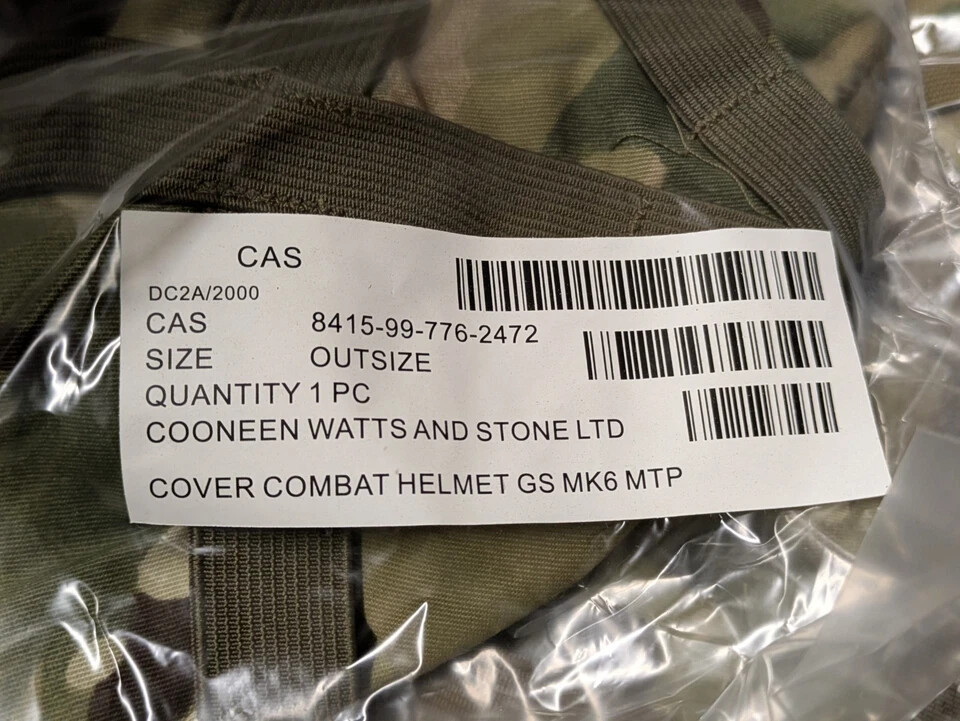 CAS
DC2A/2000
CAS 8415-99-776-2472
SIZE OUTSIZE
QUANTITY 1 PC
COONEEN WATTS AND STONE LTD
COVER COMBAT HELMET GS MK6 MTP